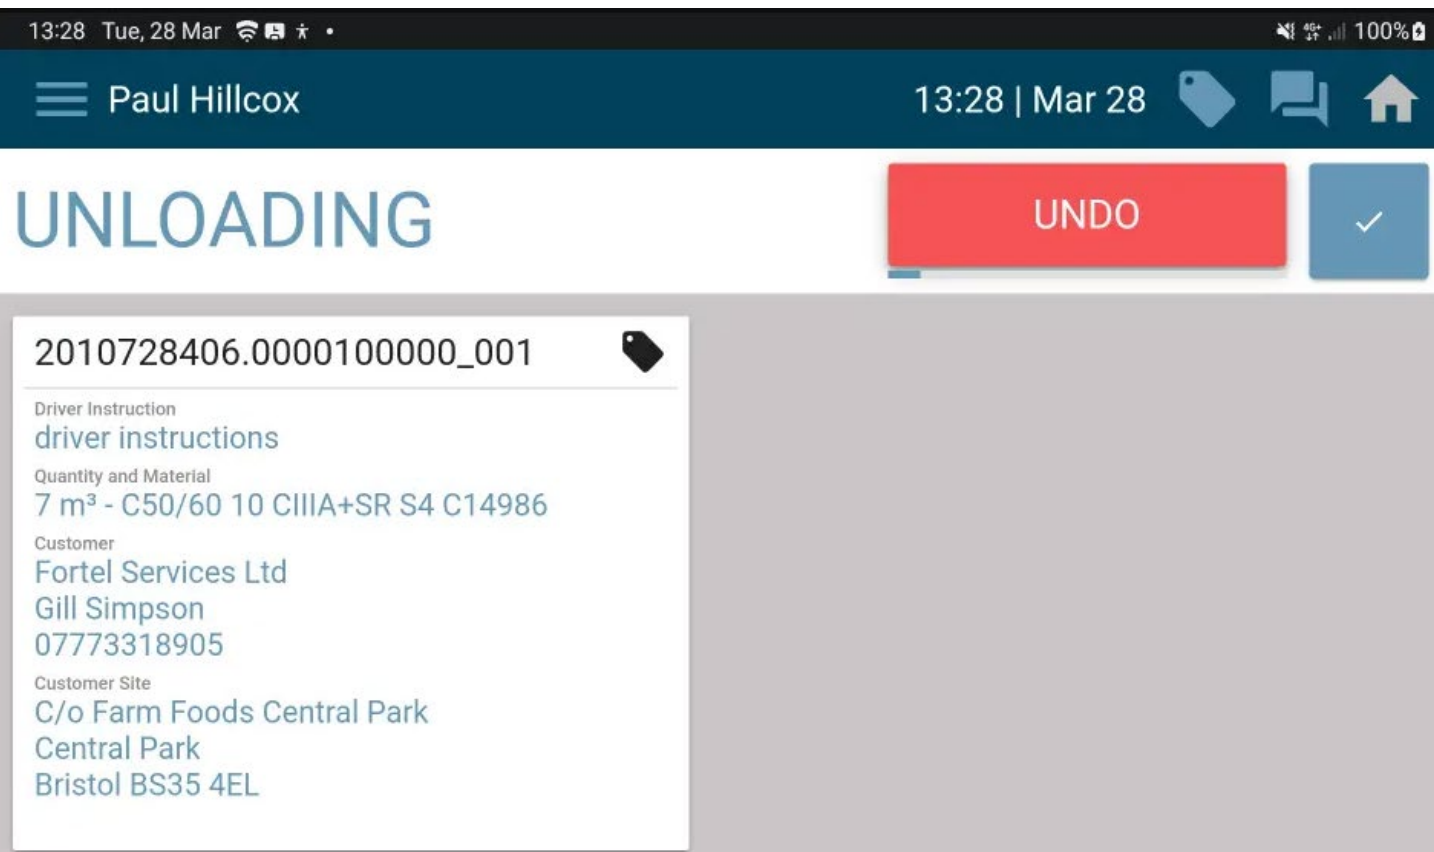 13:28 Tue, 28 Mar
100%
Paul Hillcox
13:28 | Mar 28
UNLOADING
UNDO
2010728406.0000100000_001
Driver Instruction
driver instructions
Quantity and Material
7 m³ - C50/60 10 CIIIA+SR S4 C14986
Customer
Fortel Services Ltd
Gill Simpson
07773318905
Customer Site
C/o Farm Foods Central Park
Central Park
Bristol BS35 4EL